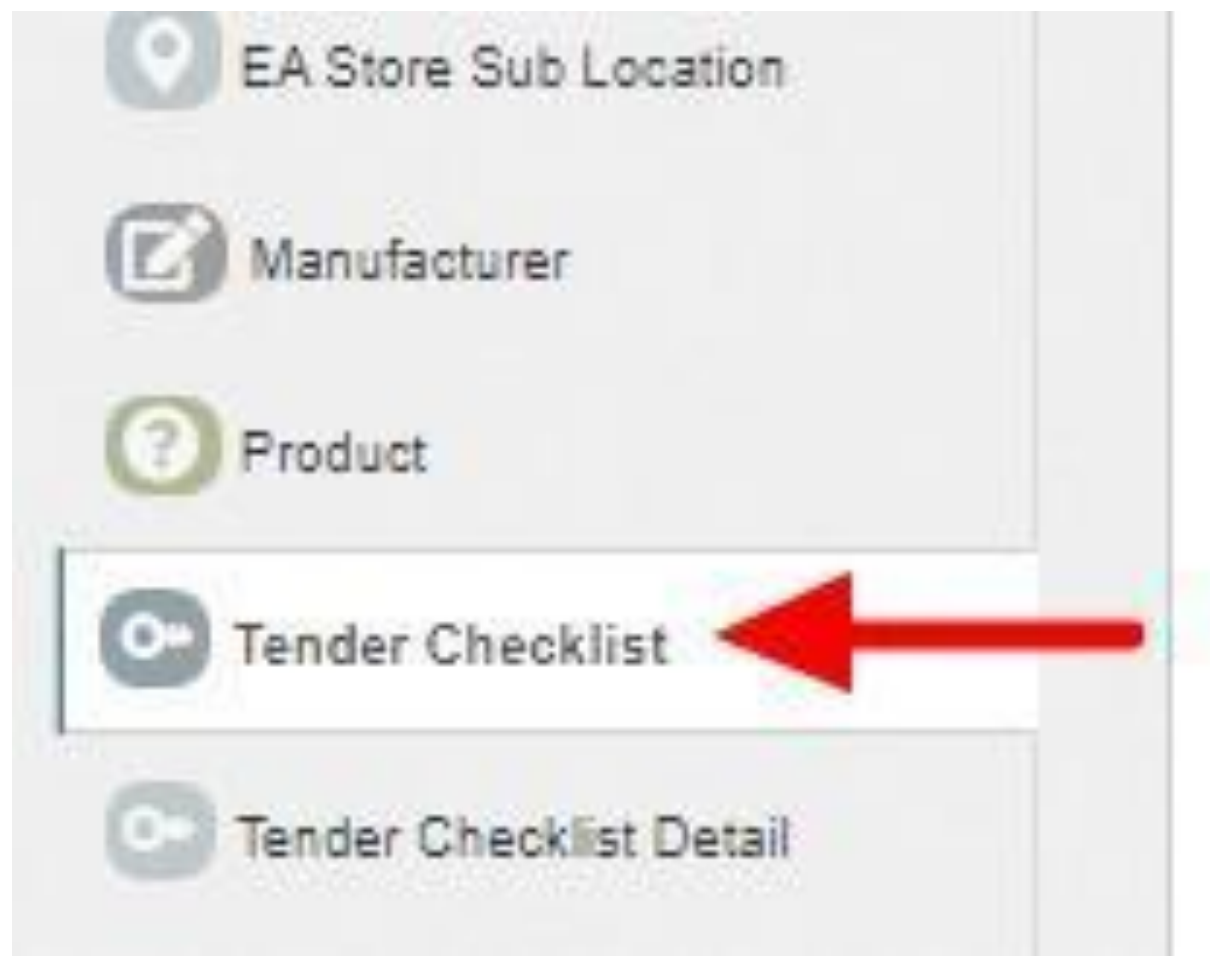 EA Store Sub Location
Manufacturer
Product
Tender Checklist
Tender Checklist Detail